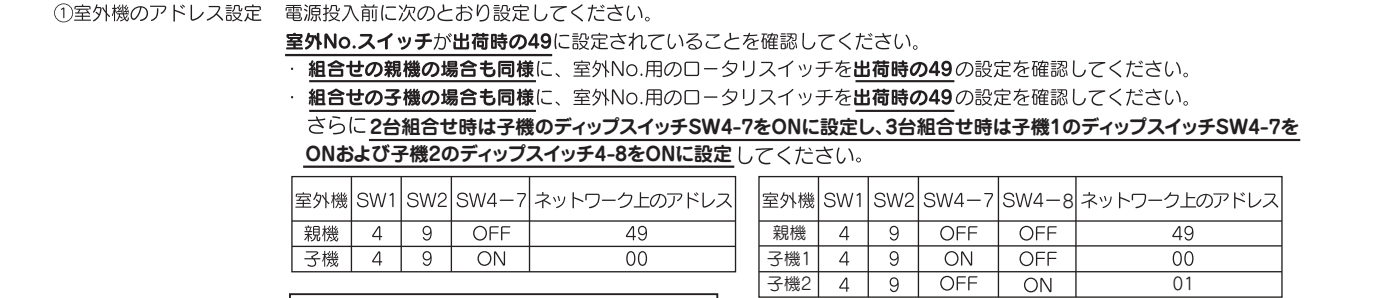 ①室外機のアドレス設定　電源投入前に次のとおり設定してください。
室外No.スイッチが出荷時の49に設定されていることを確認してください。
・ 組合せの親機の場合も同様に、室外No.用のロータリスイッチを出荷時の49の設定を確認してください。
・ 組合せの子機の場合も同様に、室外No.用のロータリスイッチを出荷時の49の設定を確認してください。
さらに2台組合せ時は子機のディップスイッチSW4-7をONに設定し、3台組合せ時は子機1のディップスイッチSW4-7を
ONおよび子機2のディップスイッチ4-8をONに設定してください。
室外機 SW1 SW2 SW4−7 ネットワーク上のアドレス
親機 4 9 OFF 49
子機 4 9 ON 00
室外機 SW1 SW2 SW4−7 SW4−8 ネットワーク上のアドレス
親機 4 9 OFF OFF 49
子機1 4 9 ON OFF 00
子機2 4 9 OFF ON 01